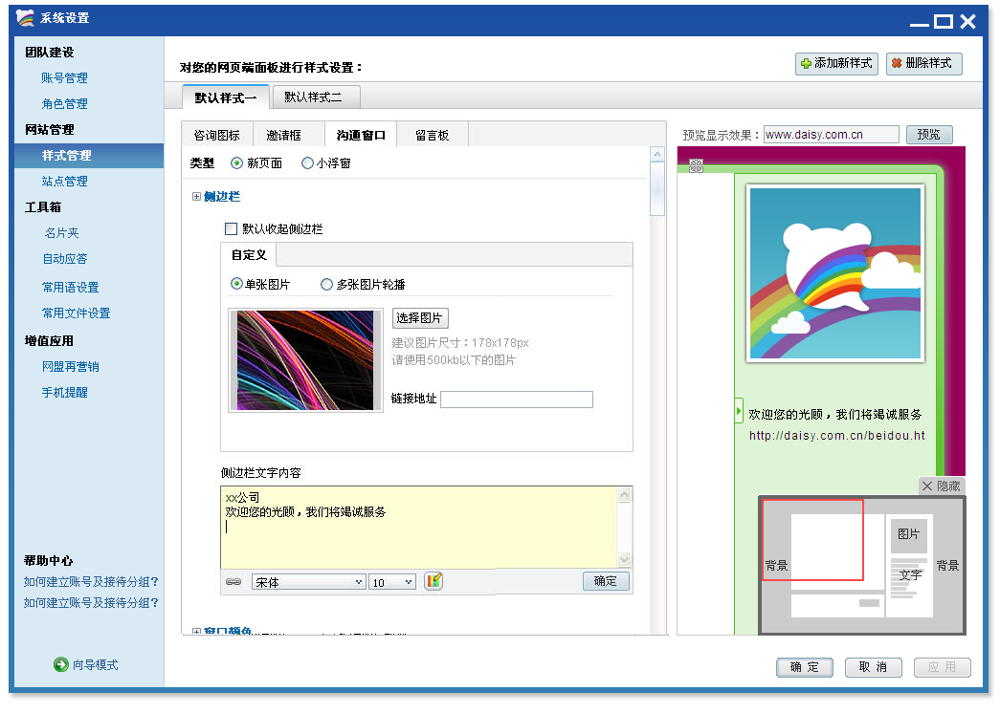 系统设置
团队建设
账号管理
角色管理
网站管理
样式管理
站点管理
工具箱
名片夹
自动应答
常用语设置
常用文件设置
增值应用
网盟再营销
手机提醒
帮助中心
如何建立账号及接待分组?
如何建立账号及接待分组?
向导模式
对您的网页端面板进行样式设置：
添加新样式
删除样式
默认样式一
默认样式二
咨询图标
邀请框
沟通窗口
留言板
类型
新页面
小浮窗
侧边栏
默认收起侧边栏
自定义
单张图片
多张图片轮播
选择图片
建议图片尺寸：178x178px
请使用500kb以下的图片
链接地址
侧边栏文字内容
xx公司
欢迎您的光顾，我们将竭诚服务
宋体
10
确定
窗口颜色
预览显示效果：
www.daisy.com.cn
预览
欢迎您的光顾，我们将竭诚服务
http://daisy.com.cn/beidou.ht
隐藏
背景
图片
文字
背景
确 定
取 消
应 用